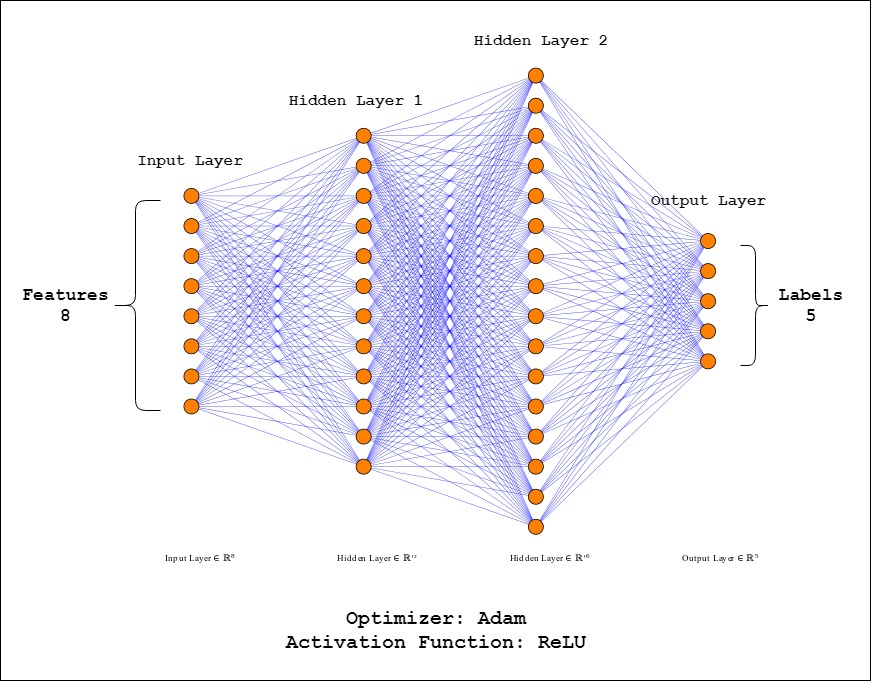 Hidden Layer 2
Hidden Layer 1
Input Layer
Output Layer
Features
8
Labels
5
Input Layer ∈ ℝ⁸
Hidden Layer ∈ ℝ¹²
Hidden Layer ∈ ℝ¹⁶
Output Layer ∈ ℝ⁵
Optimizer: Adam
Activation Function: ReLU